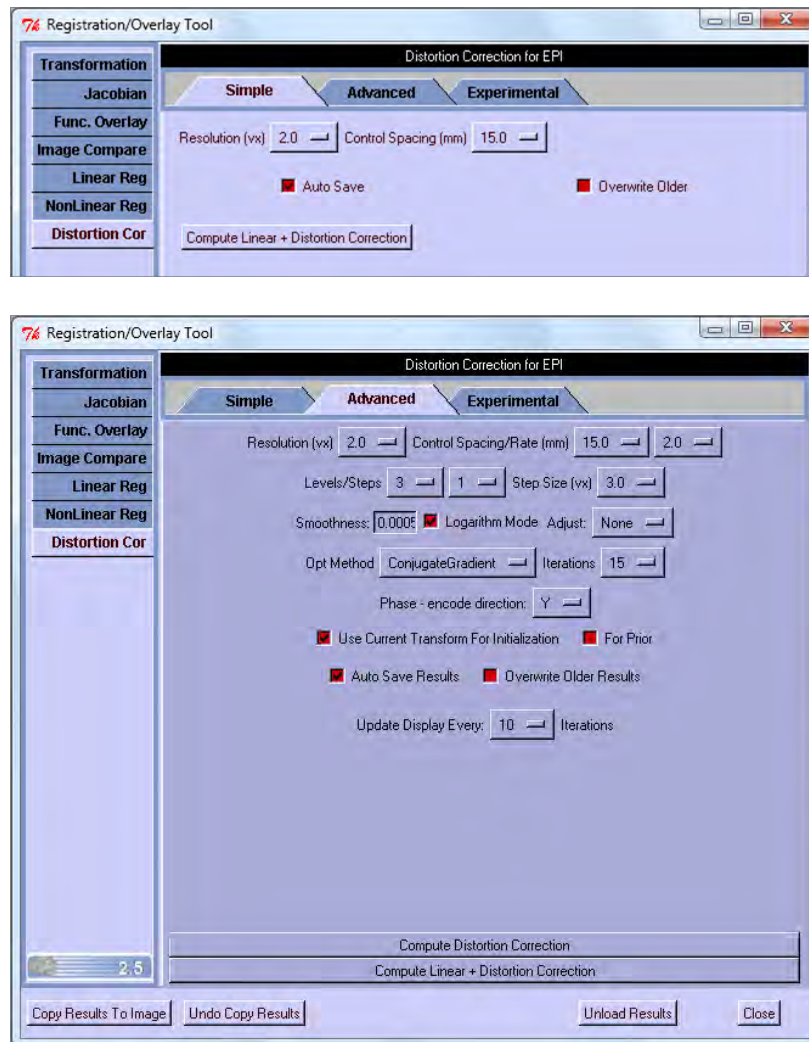 Registration/Overlay Tool
Distortion Correction for EPI
Transformation
Jacobian
Func. Overlay
Image Compare
Linear Reg
NonLinear Reg
Distortion Cor
Simple Advanced Experimental
Resolution (vx) 2.0 Control Spacing (mm) 15.0
Auto Save Overwrite Older
Compute Linear + Distortion Correction
Registration/Overlay Tool
Distortion Correction for EPI
Transformation
Jacobian
Func. Overlay
Image Compare
Linear Reg
NonLinear Reg
Distortion Cor
Simple Advanced Experimental
Resolution (vx) 2.0 Control Spacing/Rate (mm) 15.0 2.0
Levels/Steps 3 1 Step Size (vx) 3.0
Smoothness: 0.0005 Logarithm Mode Adjust: None
Opt Method ConjugateGradient Iterations 15
Phase - encode direction: Y
Use Current Transform For Initialization For Prior
Auto Save Results Overwrite Older Results
Update Display Every: 10 Iterations
Compute Distortion Correction
Compute Linear + Distortion Correction
2.5
Copy Results To Image Undo Copy Results Unload Results Close